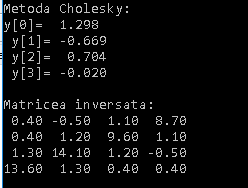 Metoda Cholesky:
y[0]= 1.298
y[1]= -0.669
y[2]= 0.704
y[3]= -0.020
Matricea inversata:
0.40 -0.50 1.10 8.70
0.40 1.20 9.60 1.10
1.30 14.10 1.20 -0.50
13.60 1.30 0.40 0.40